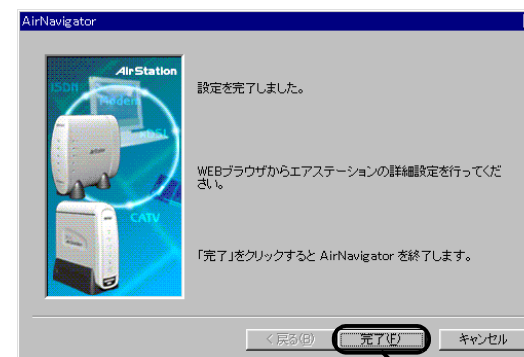 AirNavigator
AirStation
ISDN
Modem
xDSL
CATV
設定を完了しました。
WEBブラウザからエアステーションの詳細設定を行ってくだ
さい。
「完了」をクリックすると AirNavigator を終了します。
< 戻る(B)
完了(F)
キャンセル